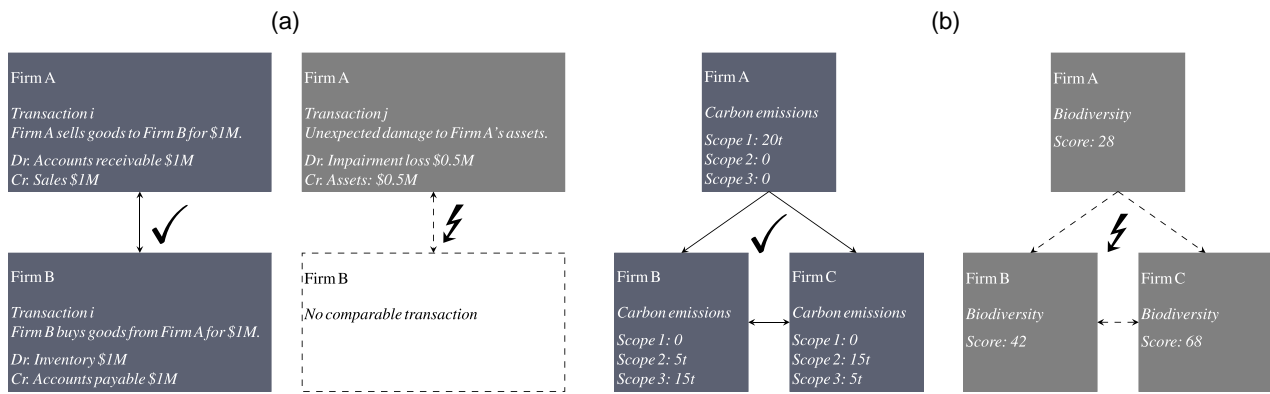 (a)
Firm A
Transaction i
Firm A sells goods to Firm B for $1M.
Dr. Accounts receivable $1M
Cr. Sales $1M
Firm B
Transaction i
Firm B buys goods from Firm A for $1M.
Dr. Inventory $1M
Cr. Accounts payable $1M
Firm A
Transaction j
Unexpected damage to Firm A's assets.
Dr. Impairment loss $0.5M
Cr. Assets: $0.5M
Firm B
No comparable transaction
(b)
Firm A
Carbon emissions
Scope 1: 20t
Scope 2: 0
Scope 3: 0
Firm B
Carbon emissions
Scope 1: 0
Scope 2: 5t
Scope 3: 15t
Firm C
Carbon emissions
Scope 1: 0
Scope 2: 15t
Scope 3: 5t
Firm A
Biodiversity
Score: 28
Firm B
Biodiversity
Score: 42
Firm C
Biodiversity
Score: 68